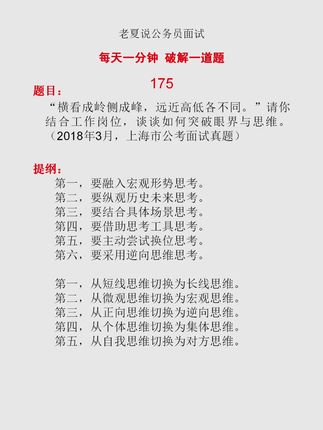 老夏说公务员面试
每天一分钟 破解一道题
175
题目：
“横看成岭侧成峰，远近高低各不同。”请你
结合工作岗位，谈谈如何突破眼界与思维。
（2018年3月，上海市公考面试真题）
提纲：
第一，要融入宏观形势思考。
第二，要纵观历史未来思考。
第三，要结合具体场景思考。
第四，要借助思考工具思考。
第五，要主动尝试换位思考。
第六，要采用逆向思维思考。
第一，从短线思维切换为长线思维。
第二，从微观思维切换为宏观思维。
第三，从正向思维切换为逆向思维。
第四，从个体思维切换为集体思维。
第五，从自我思维切换为对方思维。